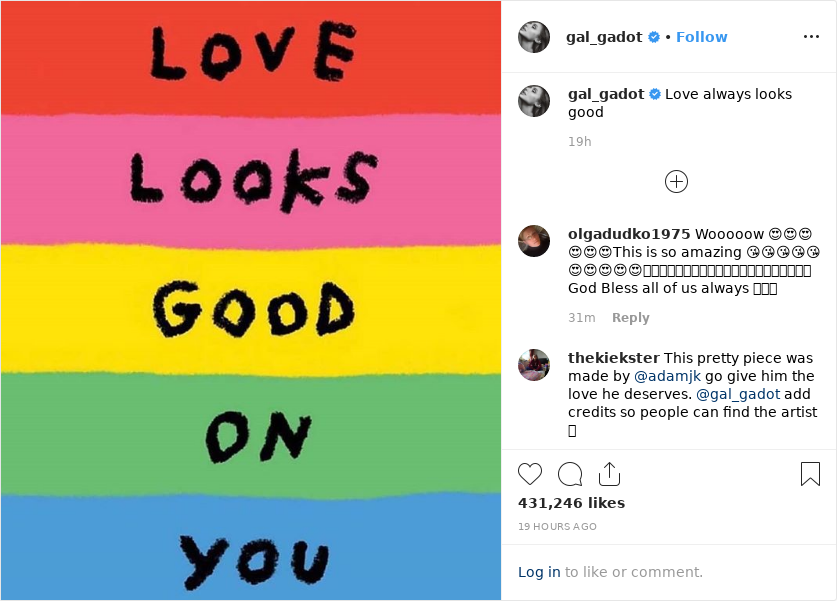 LOVE
LOOKS
GOOD
ON
YOU
gal_gadot • Follow
gal_gadot Love always looks
good
19h
olgadudko1975 Wooooow 😍😍😍
😍😍😍This is so amazing 😘😘😘😘😘
😍😍😍😍😍
God Bless all of us always
31m Reply
thekiekster This pretty piece was
made by @adamjk go give him the
love he deserves. @gal_gadot add
credits so people can find the artist
431,246 likes
19 HOURS AGO
Log in to like or comment.